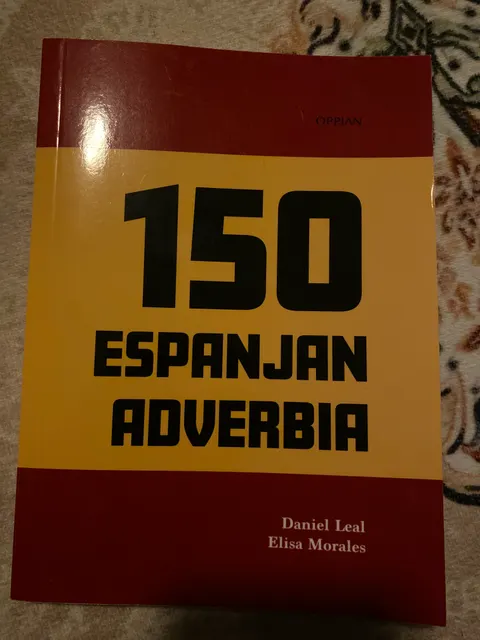 OPPIAN
150
ESPANJAN
ADVERBIA
Daniel Leal
Elisa Morales